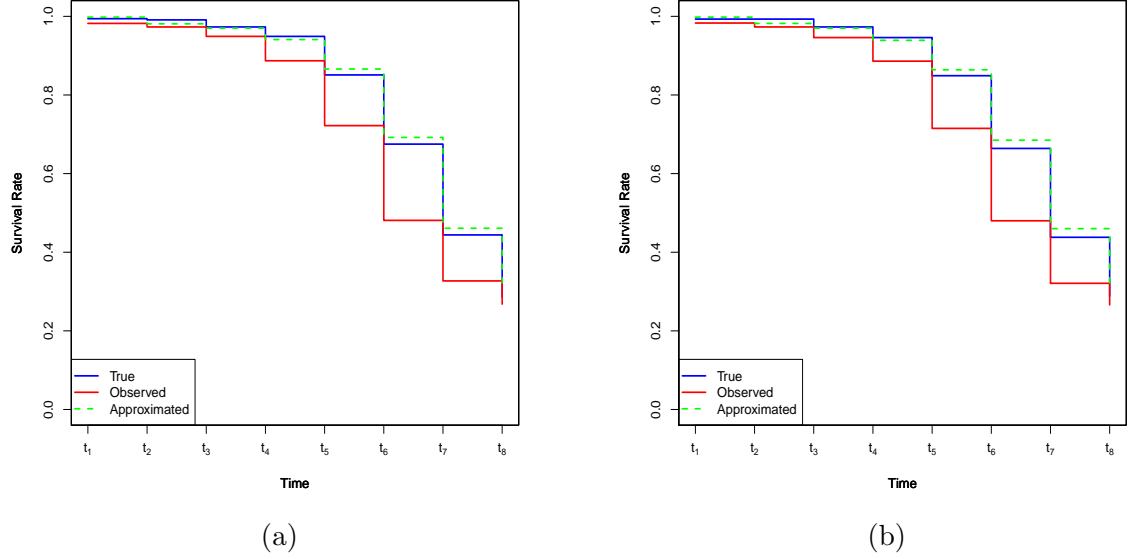 1.0
0.8
0.6
0.4
0.2
0.0
Survival Rate
True
Observed
Approximated
t1 t2 t3 t4 t5 t6 t7 t8
Time
(a)
1.0
0.8
0.6
0.4
0.2
0.0
Survival Rate
True
Observed
Approximated
t1 t2 t3 t4 t5 t6 t7 t8
Time
(b)